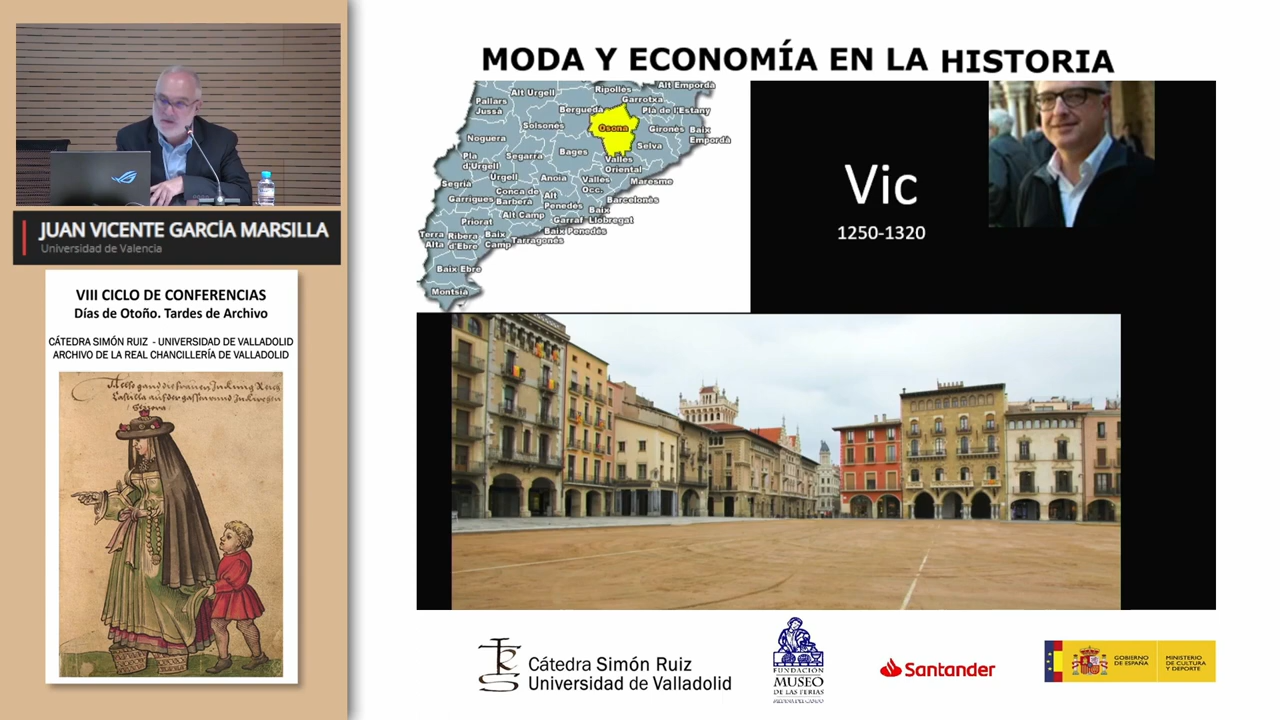 JUAN VICENTE GARCÍA MARSILLA
Universidad de Valencia
VIII CICLO DE CONFERENCIAS
Días de Otoño. Tardes de Archivo
CÁTEDRA SIMÓN RUIZ - UNIVERSIDAD DE VALLADOLID
ARCHIVO DE LA REAL CHANCILLERÍA DE VALLADOLID
MODA Y ECONOMÍA EN LA HISTORIA
Alt Urgell
Ripollés
Alt Empordà
Pallars
Jussà
Berguedà
Garrotxa
Pla de l'Estany
Solsonès
Osona
Gironès
Baix
Empordà
Noguera
Bages
Selva
Pla
d'Urgell
Segarra
Vallès
Oriental
Urgell
Anoia
Vallès
Occ.
Maresme
Segrià
Garrigues
Conca de
Barberà
Alt
Penedès
Barcelonès
Alt Camp
Baix
Llobregat
Priorat
Garraf
Baix Penedès
Terra
Alta
Ribera
d'Ebre
Baix
Camp
Tarragonès
Baix Ebre
Montsià
Vic
1250-1320
Cátedra Simón Ruiz
Universidad de Valladolid
FUNDACIÓN
MUSEO
DE LAS FERIAS
Santander
GOBIERNO
DE ESPAÑA
MINISTERIO
DE CULTURA
Y DEPORTE